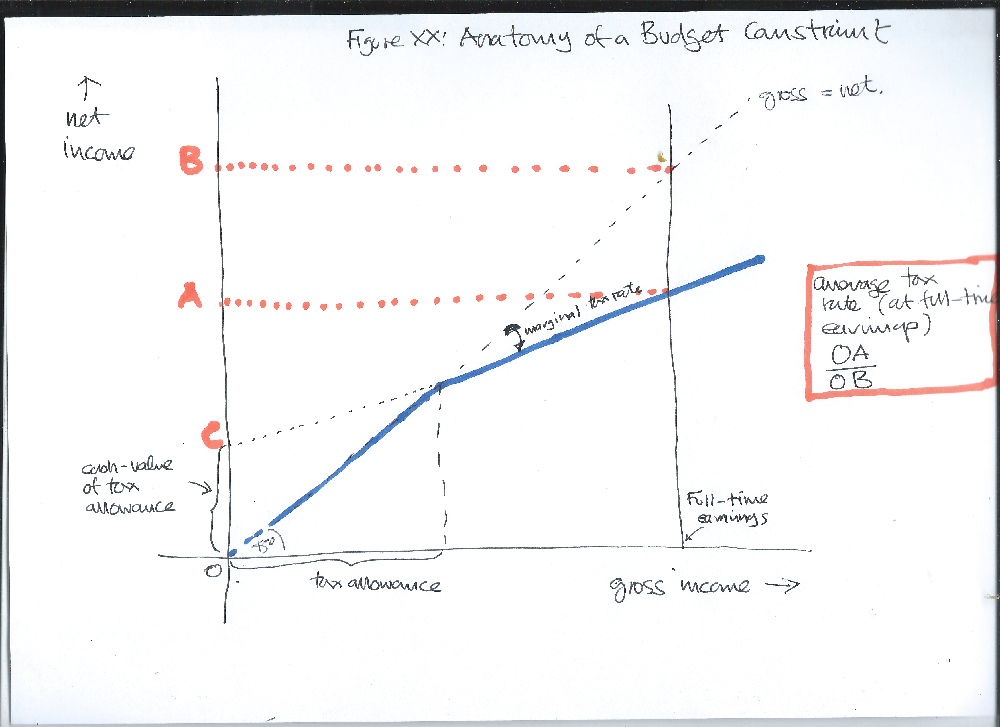 Figure XX: Anatomy of a Budget Constraint
↑
net
income
gross = net.
B
A
marginal tax rate
average tax
rate (at full-time
earnings)
OA
OB
C
cash-value
of tax
allowance
Full-time
earnings
45°
O
tax allowance
gross income →